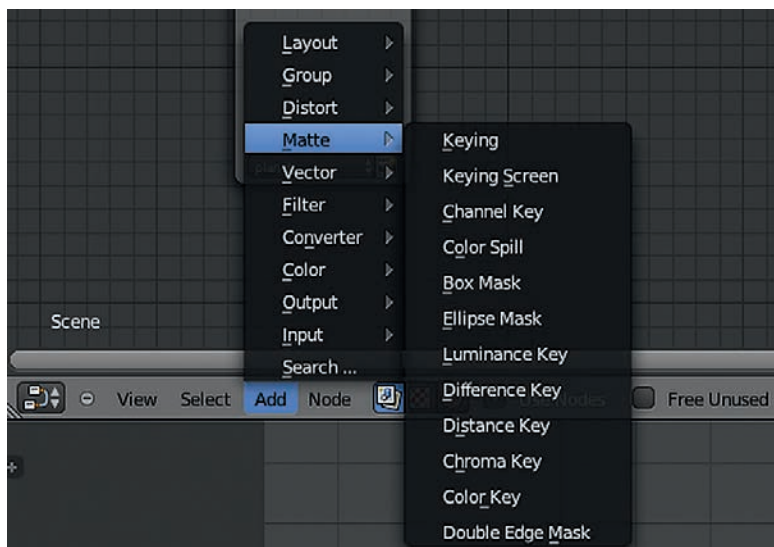 Layout
Group
Distort
Matte
Vector
Filter
Converter
Color
Output
Input
Search ...
Keying
Keying Screen
Channel Key
Color Spill
Box Mask
Ellipse Mask
Luminance Key
Difference Key
Distance Key
Chroma Key
Color Key
Double Edge Mask
Scene
View Select Add Node Use Nodes Free Unused